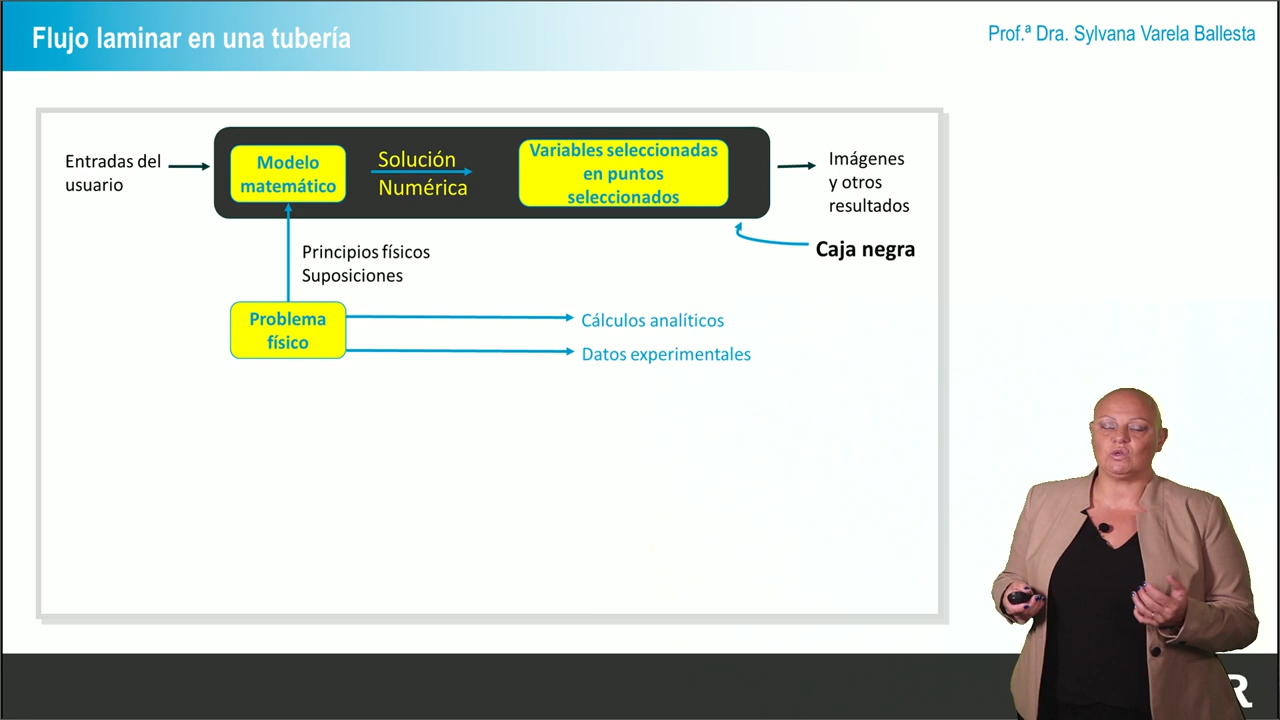 Flujo laminar en una tubería
Prof.ª Dra. Sylvana Varela Ballesta
Entradas del
usuario
Modelo
matemático
Solución
Numérica
Variables seleccionadas
en puntos
seleccionados
Imágenes
y otros
resultados
Caja negra
Principios físicos
Suposiciones
Problema
físico
Cálculos analíticos
Datos experimentales
R